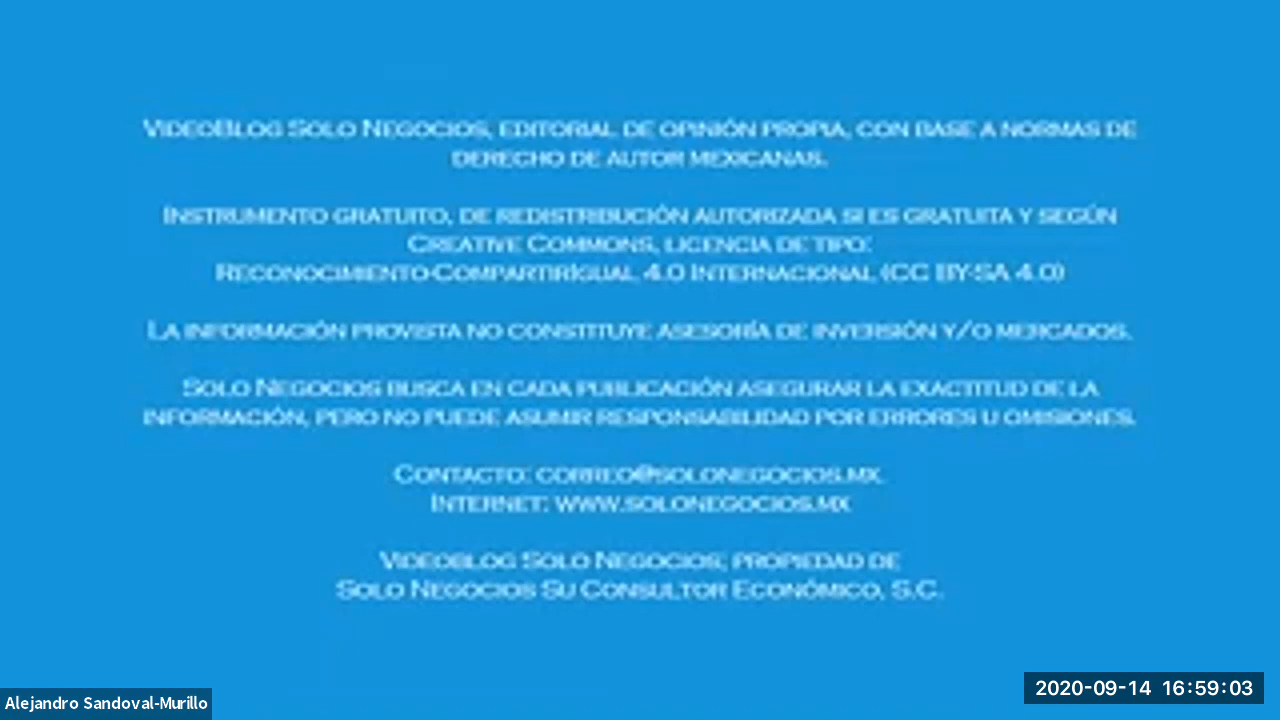 VideoBlog Solo Negocios, editorial de opinión propia, con base a normas de
derecho de autor mexicanas.
Instrumento gratuito, de redistribución autorizada si es gratuita y según
Creative Commons, licencia de tipo:
Reconocimiento-CompartirIgual 4.0 Internacional (CC BY-SA 4.0)
La información provista no constituye asesoría de inversión y/o mercados.
Solo Negocios busca en cada publicación asegurar la exactitud de la
información, pero no puede asumir responsabilidad por errores u omisiones.
Contacto: correo@solonegocios.mx
Internet: www.solonegocios.mx
Videoblog Solo Negocios; propiedad de
Solo Negocios Su Consultor Económico, S.C.
Alejandro Sandoval-Murillo
2020-09-14 16:59:03